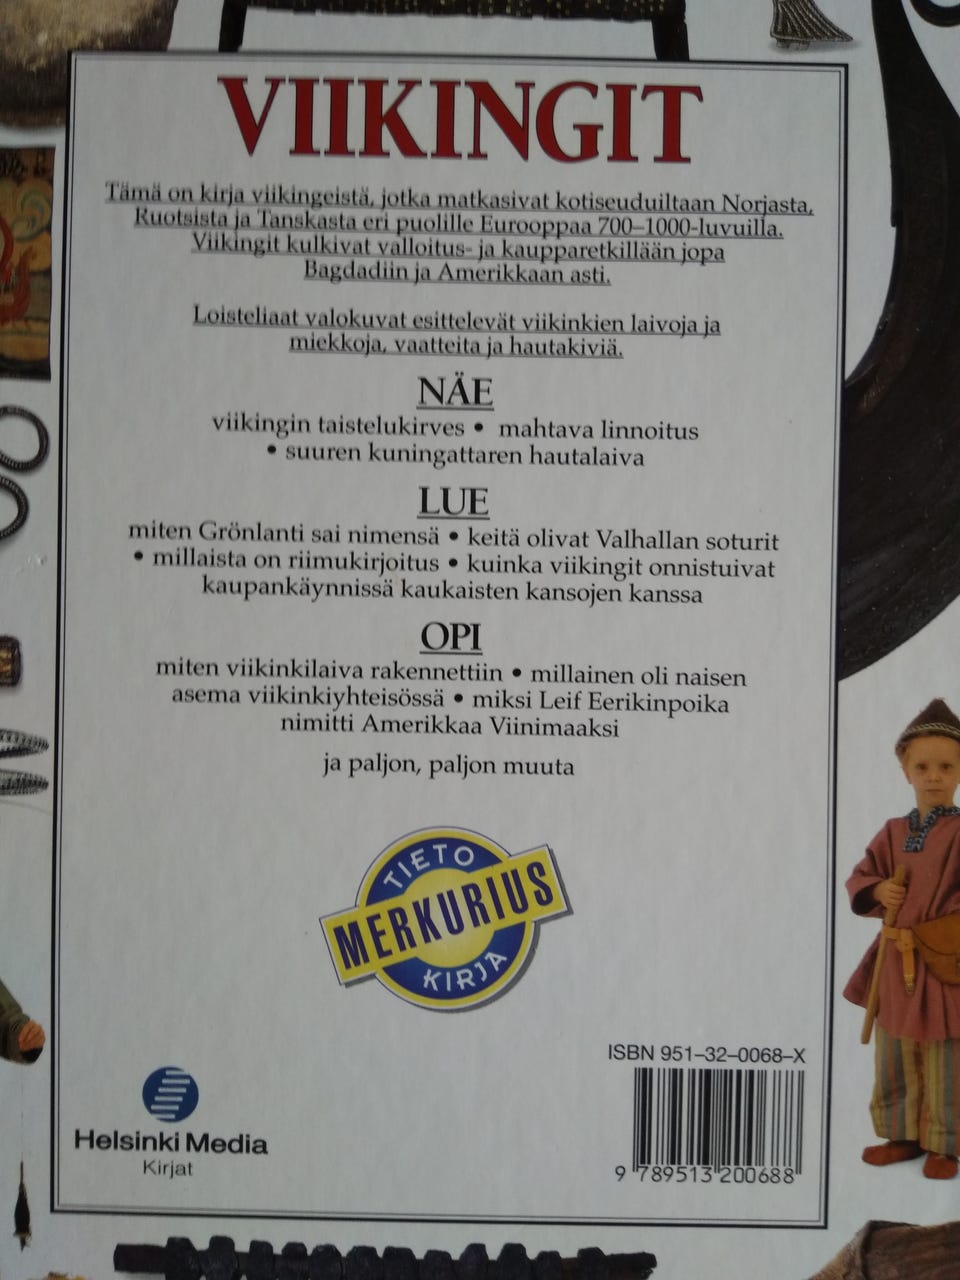 VIIKINGIT
Tämä on kirja viikingeistä, jotka matkasivat kotiseuduiltaan Norjasta,
Ruotsista ja Tanskasta eri puolille Eurooppaa 700–1000-luvuilla.
Viikingit kulkivat valloitus- ja kaupparetkillään jopa
Bagdadiin ja Amerikkaan asti.
Loisteliaat valokuvat esittelevät viikinkien laivoja ja
miekkoja, vaatteita ja hautakiviä.
NÄE
viikingin taistelukirves • mahtava linnoitus
• suuren kuningattaren hautalaiva
LUE
miten Grönlanti sai nimensä • keitä olivat Valhallan soturit
• millaista on riimukirjoitus • kuinka viikingit onnistuivat
kaupankäynnissä kaukaisten kansojen kanssa
OPI
miten viikinkilaiva rakennettiin • millainen oli naisen
asema viikinkiyhteisössä • miksi Leif Eerikinpoika
nimitti Amerikkaa Viinimaaksi
ja paljon, paljon muuta
TIETO
MERKURIUS
KIRJA
ISBN 951–32–0068–X
Helsinki Media
Kirjat
9 789513 200688